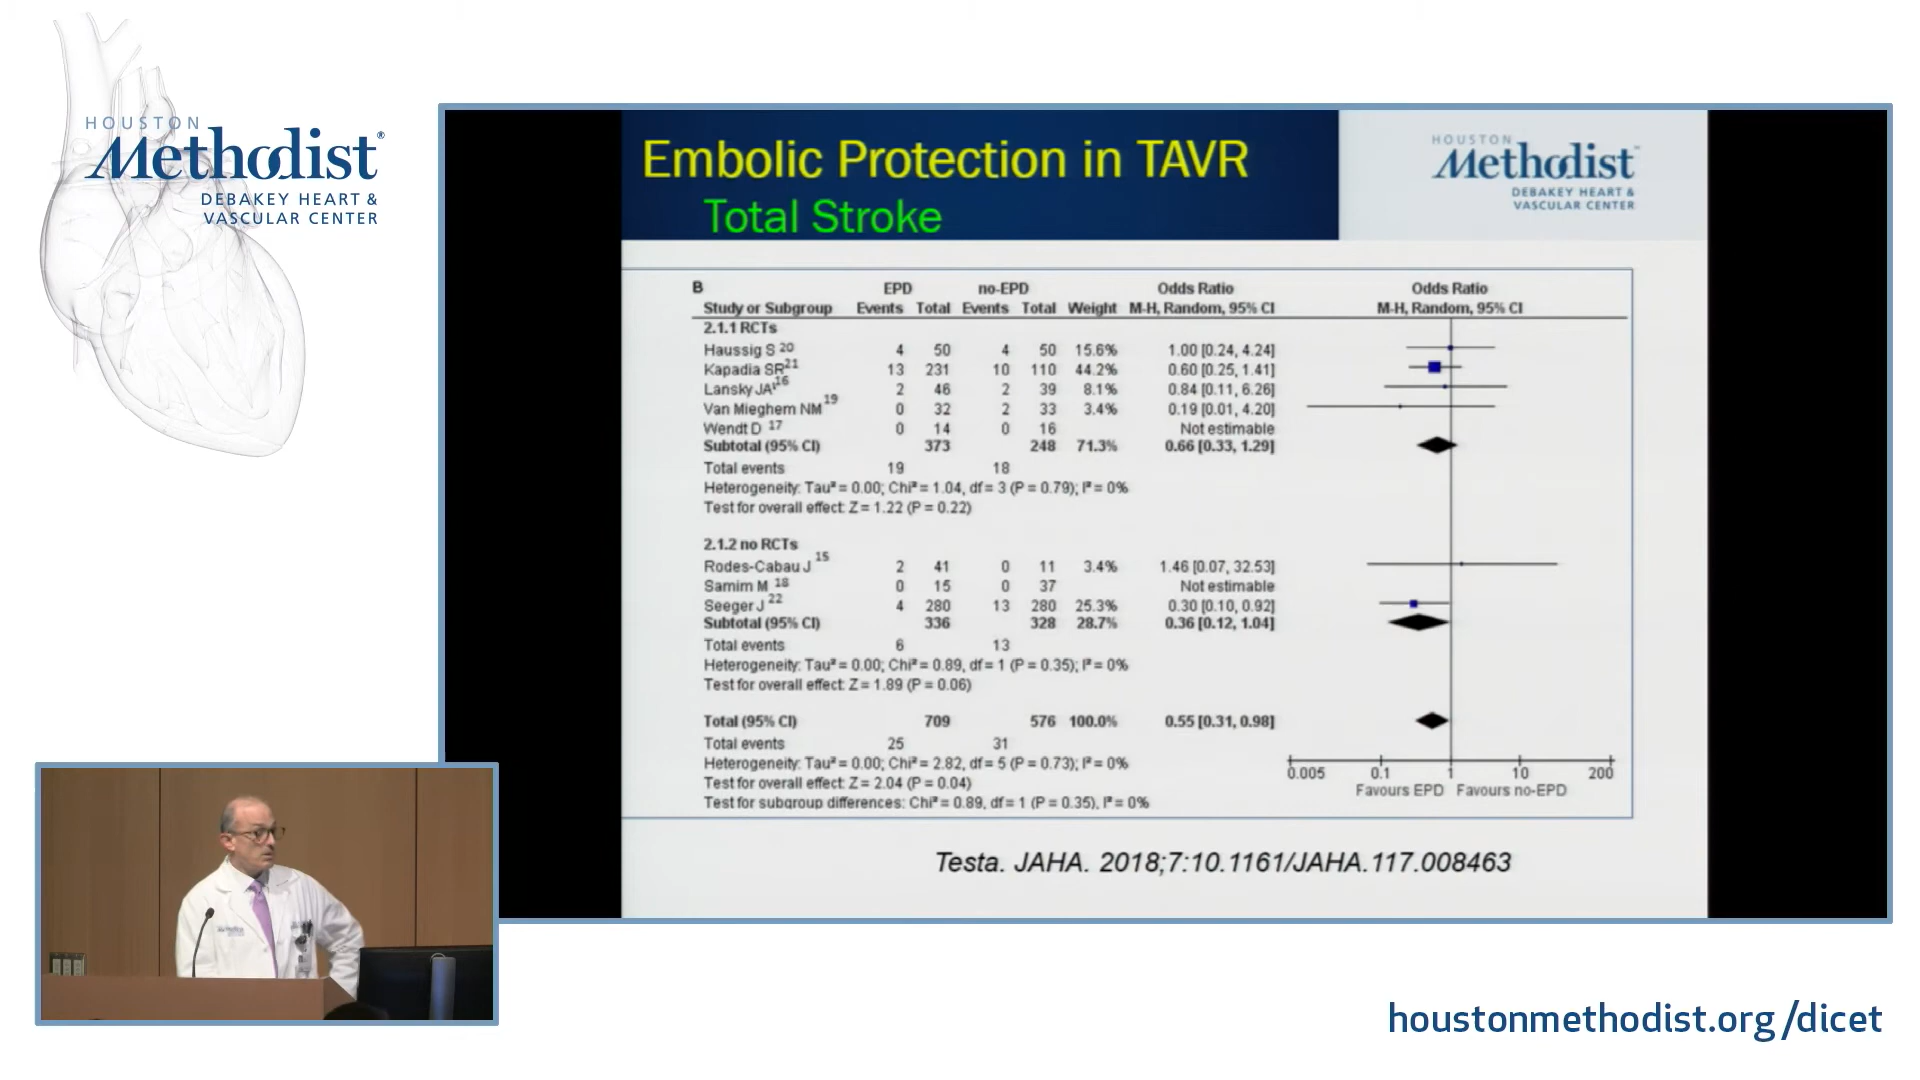 HOUSTON
Methodist®
DEBAKEY HEART &
VASCULAR CENTER
Embolic Protection in TAVR
Total Stroke
HOUSTON
Methodist
DEBAKEY HEART &
VASCULAR CENTER
B EPD no-EPD Odds Ratio Odds Ratio
Study or Subgroup Events Total Events Total Weight M-H, Random, 95% CI M-H, Random, 95% CI
2.1.1 RCTs
Haussig S 20 4 50 4 50 15.6% 1.00 [0.24, 4.24]
Kapadia SR 21 13 231 10 110 44.2% 0.60 [0.25, 1.41]
Lansky JA 16 2 46 2 39 8.1% 0.84 [0.11, 6.26]
Van Mieghem NM 19 0 32 2 33 3.4% 0.19 [0.01, 4.20]
Wendt D 17 0 14 0 16 Not estimable
Subtotal (95% CI) 373 248 71.3% 0.66 [0.33, 1.29]
Total events 19 18
Heterogeneity: Tau² = 0.00; Chi² = 1.04, df = 3 (P = 0.79); I² = 0%
Test for overall effect: Z = 1.22 (P = 0.22)
2.1.2 no RCTs
Rodes-Cabau J 15 2 41 0 11 3.4% 1.46 [0.07, 32.53]
Samim M 18 0 15 0 37 Not estimable
Seeger J 22 4 280 13 280 25.3% 0.30 [0.10, 0.92]
Subtotal (95% CI) 336 328 28.7% 0.36 [0.12, 1.04]
Total events 6 13
Heterogeneity: Tau² = 0.00; Chi² = 0.89, df = 1 (P = 0.35); I² = 0%
Test for overall effect: Z = 1.89 (P = 0.06)
Total (95% CI) 709 576 100.0% 0.55 [0.31, 0.98]
Total events 25 31
Heterogeneity: Tau² = 0.00; Chi² = 2.82, df = 5 (P = 0.73); I² = 0%
Test for overall effect: Z = 2.04 (P = 0.04)
Test for subgroup differences: Chi² = 0.89, df = 1 (P = 0.35), I² = 0%
0.005 0.1 1 10 200
Favours EPD Favours no-EPD
Testa. JAHA. 2018;7:10.1161/JAHA.117.008463
houstonmethodist.org/dicet